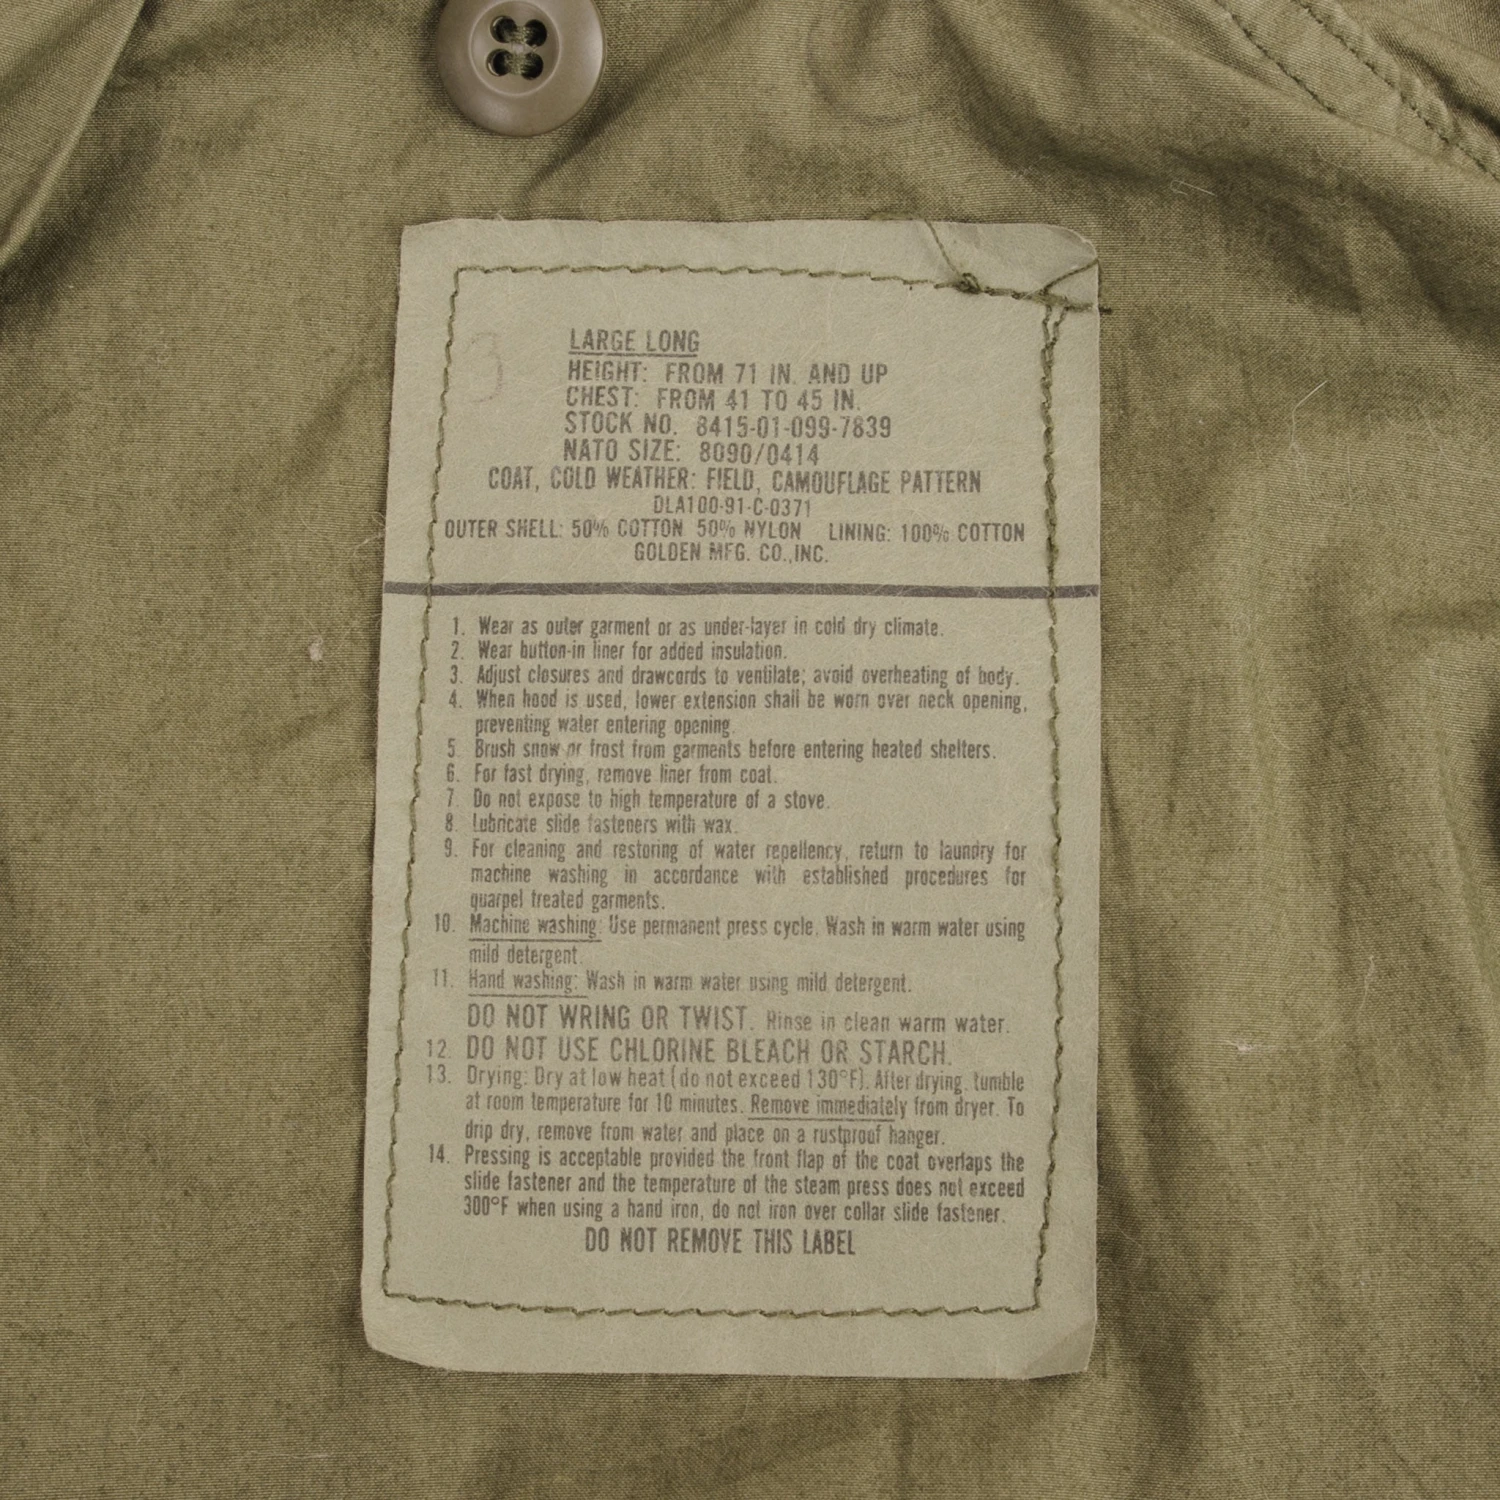 LARGE LONG
HEIGHT: FROM 71 IN. AND UP
CHEST: FROM 41 TO 45 IN.
STOCK NO. 8415-01-099-7839
NATO SIZE: 8090/0414
COAT, COLD WEATHER: FIELD, CAMOUFLAGE PATTERN
DLA100-91-C-0371
OUTER SHELL: 50% COTTON 50% NYLON LINING: 100% COTTON
GOLDEN MFG. CO.,INC.
1. Wear as outer garment or as under-layer in cold dry climate.
2. Wear button-in liner for added insulation.
3. Adjust closures and drawcords to ventilate; avoid overheating of body.
4. When hood is used, lower extension shall be worn over neck opening,
preventing water entering opening.
5. Brush snow or frost from garments before entering heated shelters.
6. For fast drying, remove liner from coat.
7. Do not expose to high temperature of a stove.
8. Lubricate slide fasteners with wax.
9. For cleaning and restoring of water repellency, return to laundry for
machine washing in accordance with established procedures for
quarpel treated garments.
10. Machine washing: Use permanent press cycle. Wash in warm water using
mild detergent.
11. Hand washing: Wash in warm water using mild detergent.
DO NOT WRING OR TWIST. Rinse in clean warm water.
12. DO NOT USE CHLORINE BLEACH OR STARCH.
13. Drying: Dry at low heat (do not exceed 130°F). After drying, tumble
at room temperature for 10 minutes. Remove immediately from dryer. To
drip dry, remove from water and place on a rustproof hanger.
14. Pressing is acceptable provided the front flap of the coat overlaps the
slide fastener and the temperature of the steam press does not exceed
300°F when using a hand iron, do not iron over collar slide fastener.
DO NOT REMOVE THIS LABEL